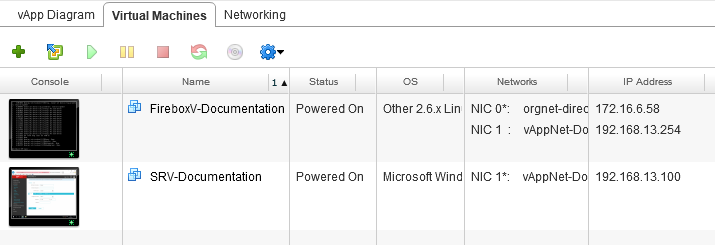 vApp Diagram Virtual Machines Networking
Console Name 1 ▲ Status OS Networks IP Address
FireboxV-Documentation Powered On Other 2.6.x Lin NIC 0*: orgnet-direc 172.16.6.58
NIC 1 : vAppNet-Do 192.168.13.254
SRV-Documentation Powered On Microsoft Wind NIC 1*: vAppNet-Do 192.168.13.100